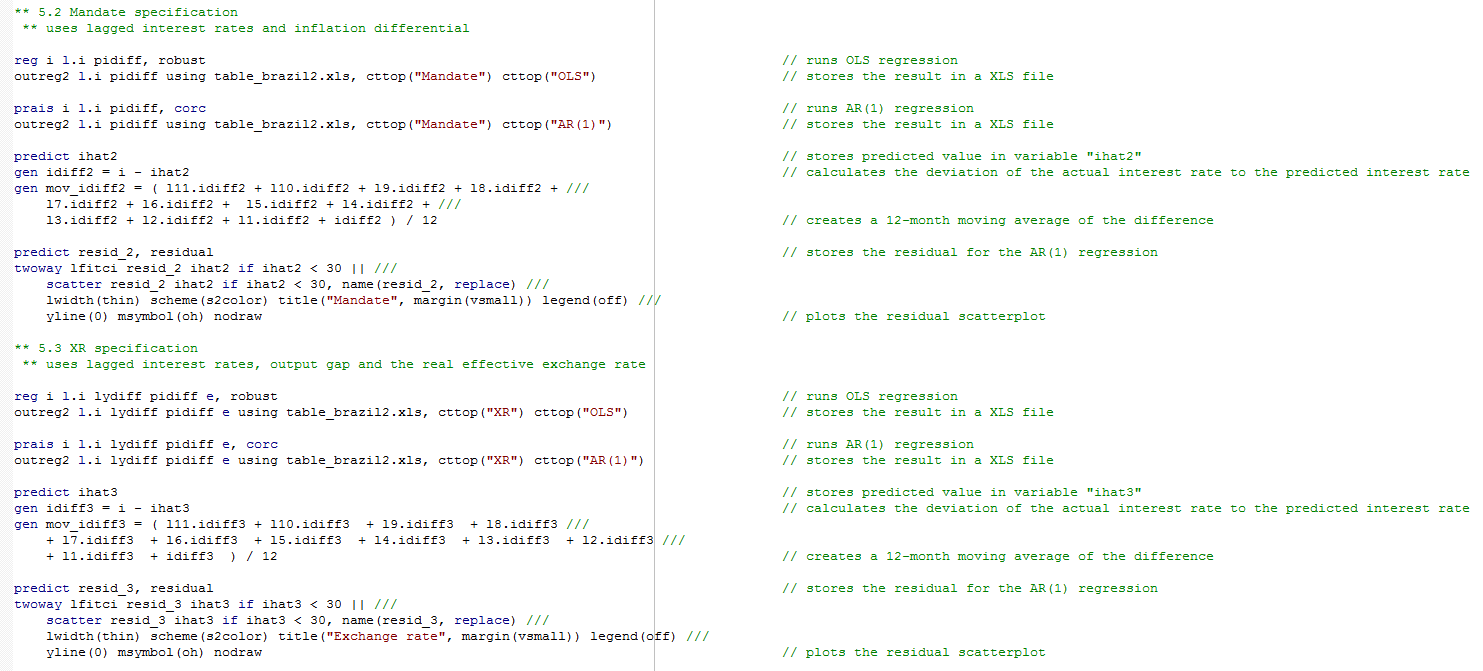 ** 5.2 Mandate specification
** uses lagged interest rates and inflation differential
reg i l.i pidiff, robust // runs OLS regression
outreg2 l.i pidiff using table_brazil2.xls, cttop("Mandate") cttop("OLS") // stores the result in a XLS file
prais i l.i pidiff, corc // runs AR(1) regression
outreg2 l.i pidiff using table_brazil2.xls, cttop("Mandate") cttop("AR(1)") // stores the result in a XLS file
predict ihat2 // stores predicted value in variable "ihat2"
gen idiff2 = i - ihat2 // calculates the deviation of the actual interest rate to the predicted interest rate
gen mov_idiff2 = ( l11.idiff2 + l10.idiff2 + l9.idiff2 + l8.idiff2 + ///
l7.idiff2 + l6.idiff2 + l5.idiff2 + l4.idiff2 + ///
l3.idiff2 + l2.idiff2 + l1.idiff2 + idiff2 ) / 12 // creates a 12-month moving average of the difference
predict resid_2, residual // stores the residual for the AR(1) regression
twoway lfitci resid_2 ihat2 if ihat2 < 30 || ///
scatter resid_2 ihat2 if ihat2 < 30, name(resid_2, replace) ///
lwidth(thin) scheme(s2color) title("Mandate", margin(vsmall)) legend(off) ///
yline(0) msymbol(oh) nodraw // plots the residual scatterplot
** 5.3 XR specification
** uses lagged interest rates, output gap and the real effective exchange rate
reg i l.i lydiff pidiff e, robust // runs OLS regression
outreg2 l.i lydiff pidiff e using table_brazil2.xls, cttop("XR") cttop("OLS") // stores the result in a XLS file
prais i l.i lydiff pidiff e, corc // runs AR(1) regression
outreg2 l.i lydiff pidiff e using table_brazil2.xls, cttop("XR") cttop("AR(1)") // stores the result in a XLS file
predict ihat3 // stores predicted value in variable "ihat3"
gen idiff3 = i - ihat3 // calculates the deviation of the actual interest rate to the predicted interest rate
gen mov_idiff3 = ( l11.idiff3 + l10.idiff3 + l9.idiff3 + l8.idiff3 ///
+ l7.idiff3 + l6.idiff3 + l5.idiff3 + l4.idiff3 + l3.idiff3 + l2.idiff3 ///
+ l1.idiff3 + idiff3 ) / 12 // creates a 12-month moving average of the difference
predict resid_3, residual // stores the residual for the AR(1) regression
twoway lfitci resid_3 ihat3 if ihat3 < 30 || ///
scatter resid_3 ihat3 if ihat3 < 30, name(resid_3, replace) ///
lwidth(thin) scheme(s2color) title("Exchange rate", margin(vsmall)) legend(off) ///
yline(0) msymbol(oh) nodraw // plots the residual scatterplot